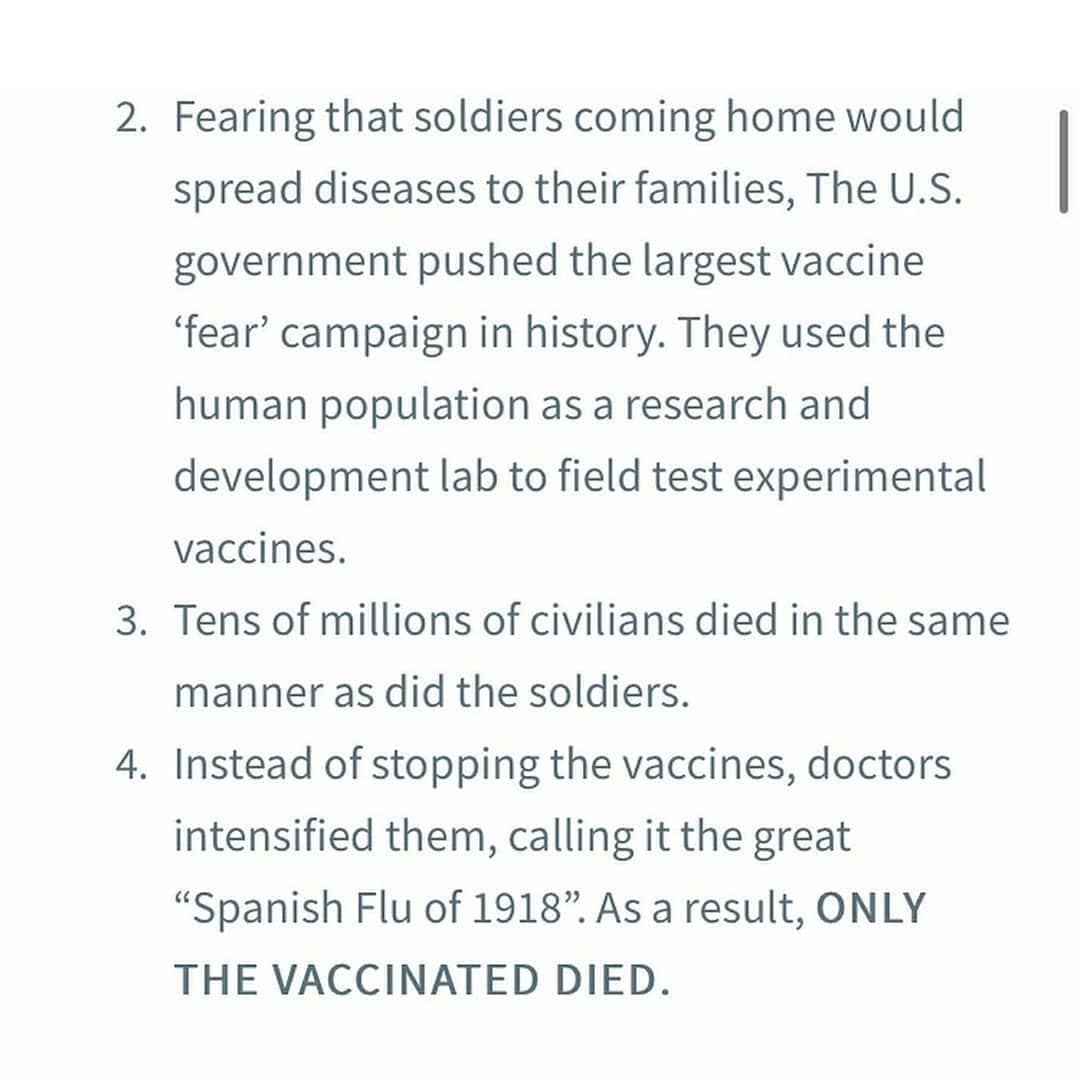 2. Fearing that soldiers coming home would
spread diseases to their families, The U.S.
government pushed the largest vaccine
‘fear’ campaign in history. They used the
human population as a research and
development lab to field test experimental
vaccines.
3. Tens of millions of civilians died in the same
manner as did the soldiers.
4. Instead of stopping the vaccines, doctors
intensified them, calling it the great
“Spanish Flu of 1918”. As a result, ONLY
THE VACCINATED DIED.